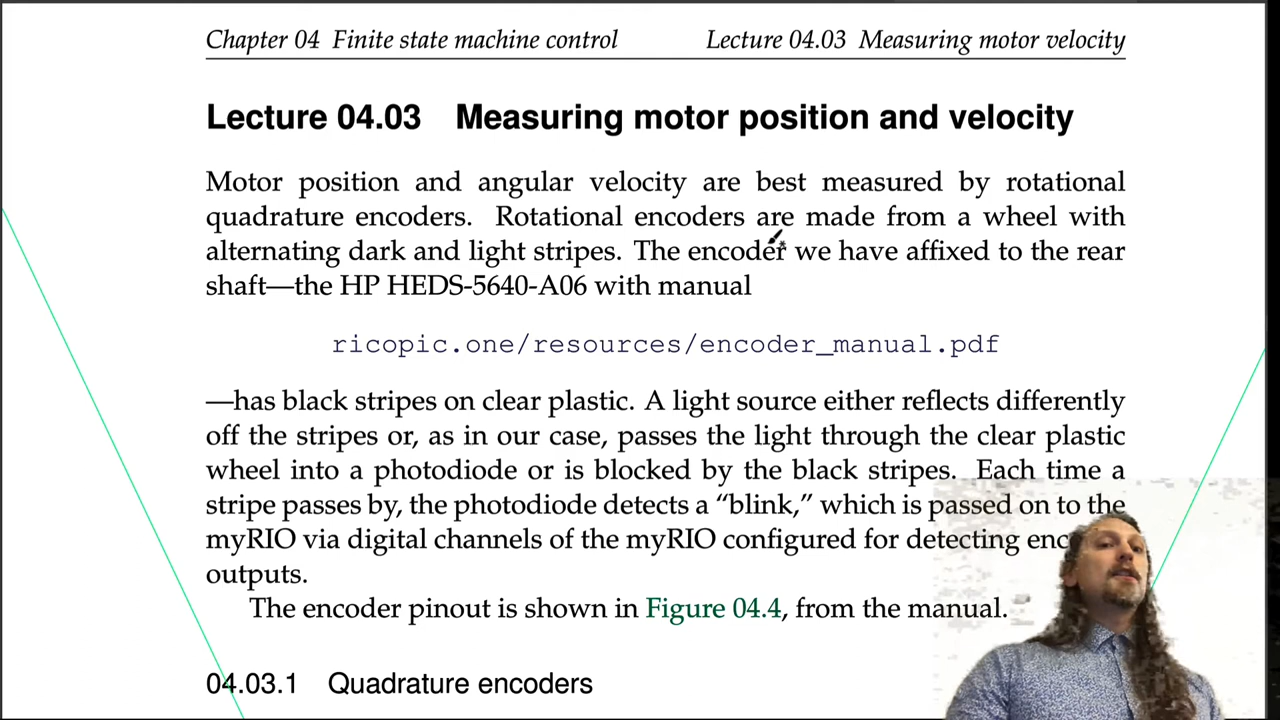 Chapter 04 Finite state machine control Lecture 04.03 Measuring motor velocity
Lecture 04.03 Measuring motor position and velocity
Motor position and angular velocity are best measured by rotational
quadrature encoders. Rotational encoders are made from a wheel with
alternating dark and light stripes. The encoder we have affixed to the rear
shaft—the HP HEDS-5640-A06 with manual
ricopic.one/resources/encoder_manual.pdf
—has black stripes on clear plastic. A light source either reflects differently
off the stripes or, as in our case, passes the light through the clear plastic
wheel into a photodiode or is blocked by the black stripes. Each time a
stripe passes by, the photodiode detects a “blink,” which is passed on to the
myRIO via digital channels of the myRIO configured for detecting
outputs.
The encoder pinout is shown in Figure 04.4, from the manual.
04.03.1 Quadrature encoders